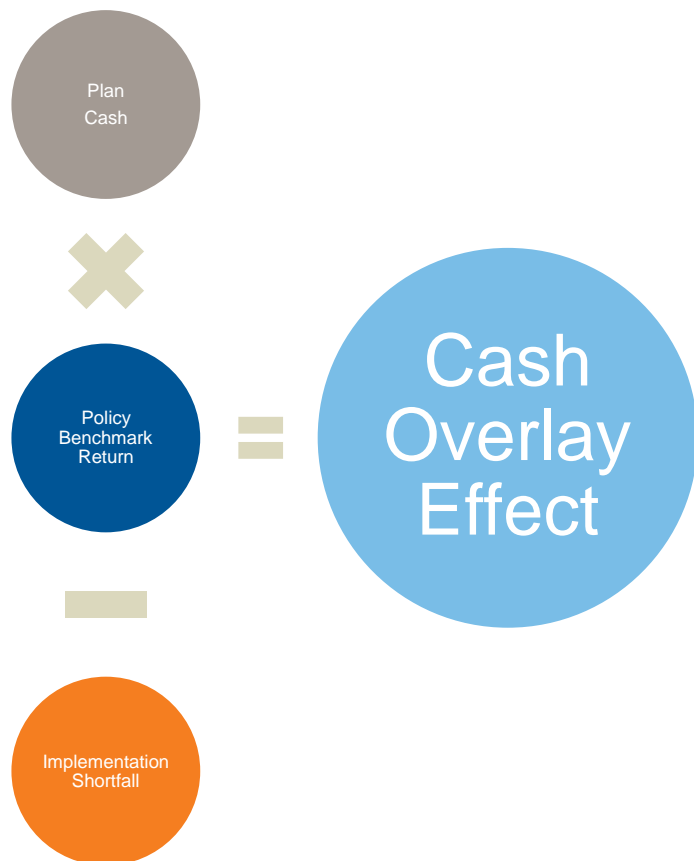 Plan
Cash
Policy
Benchmark
Return
Implementation
Shortfall
Cash
Overlay
Effect